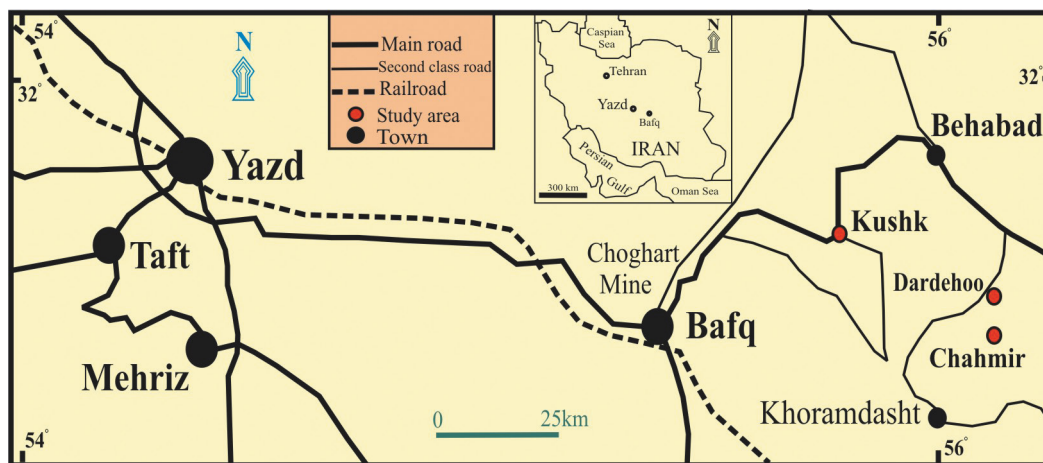 54°
32°
N
Main road
Second class road
Railroad
Study area
Town
N
Caspian
Sea
Tehran
Yazd
Bafq
IRAN
Persian
Gulf
Oman Sea
300 km
56°
32°
Behabad
Yazd
Taft
Mehriz
Choghart
Mine
Bafq
Kushk
Dardehoo
Chahmir
Khoramdasht
0 25km
54°
56°